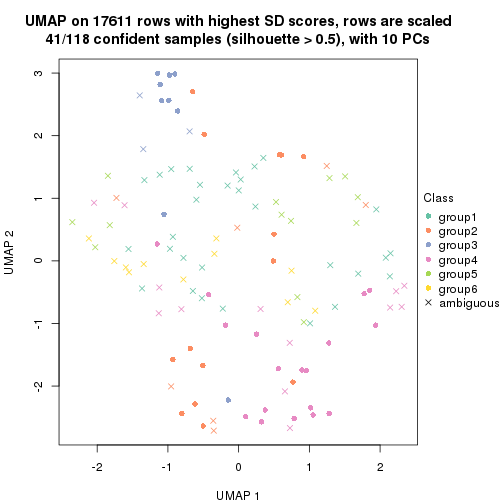 UMAP on 17611 rows with highest SD scores, rows are scaled
41/118 confident samples (silhouette > 0.5), with 10 PCs
3
2
1
0
-1
-2
UMAP 2
-2
-1
0
1
2
UMAP 1
Class
group1
group2
group3
group4
group5
group6
ambiguous